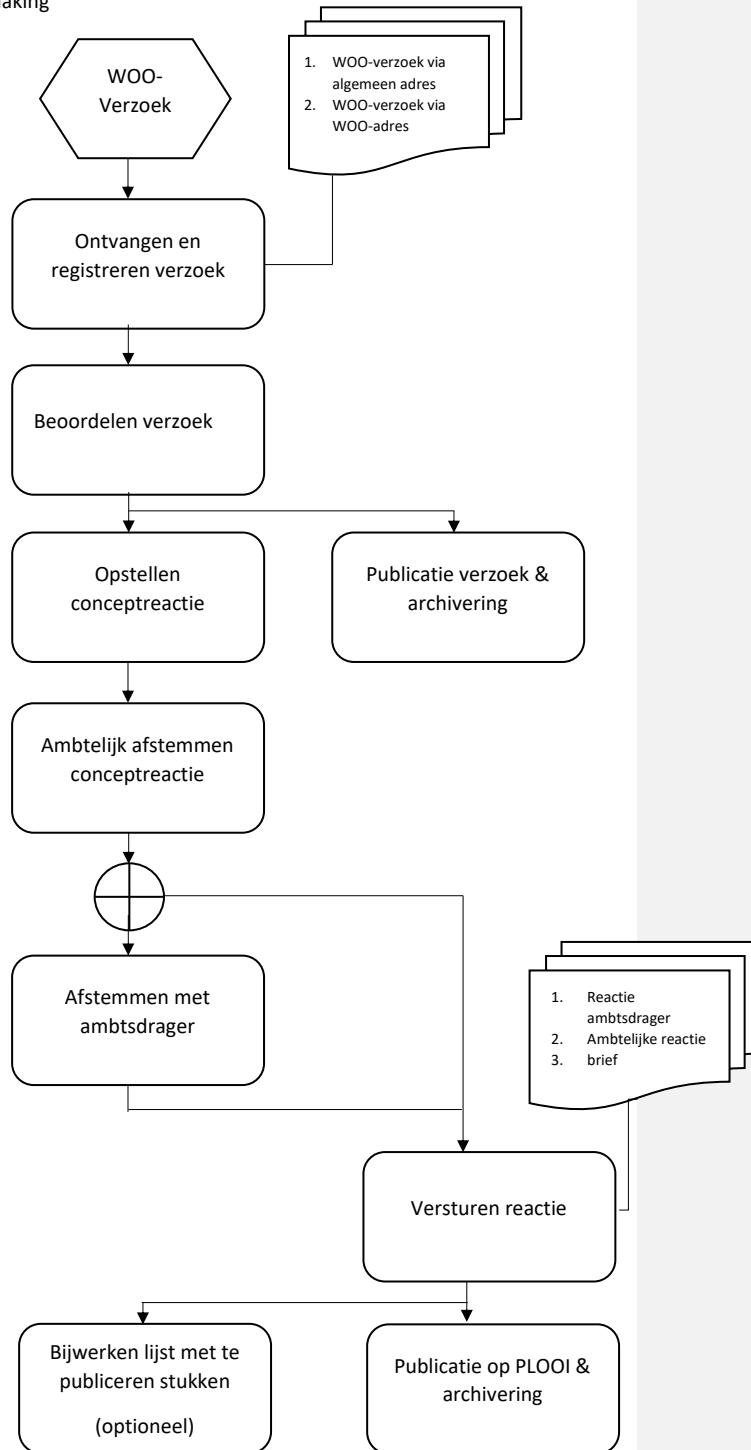 WOO-
Verzoek
1. WOO-verzoek via
algemeen adres
2. WOO-verzoek via
WOO-adres
Ontvangen en
registreren verzoek
Beoordelen verzoek
Opstellen
conceptreactie
Publicatie verzoek &
archivering
Ambtelijk afstemmen
conceptreactie
Afstemmen met
ambtsdrager
1. Reactie
ambtsdrager
2. Ambtelijke reactie
3. brief
Versturen reactie
Bijwerken lijst met te
publiceren stukken
(optioneel)
Publicatie op PLOOI &
archivering